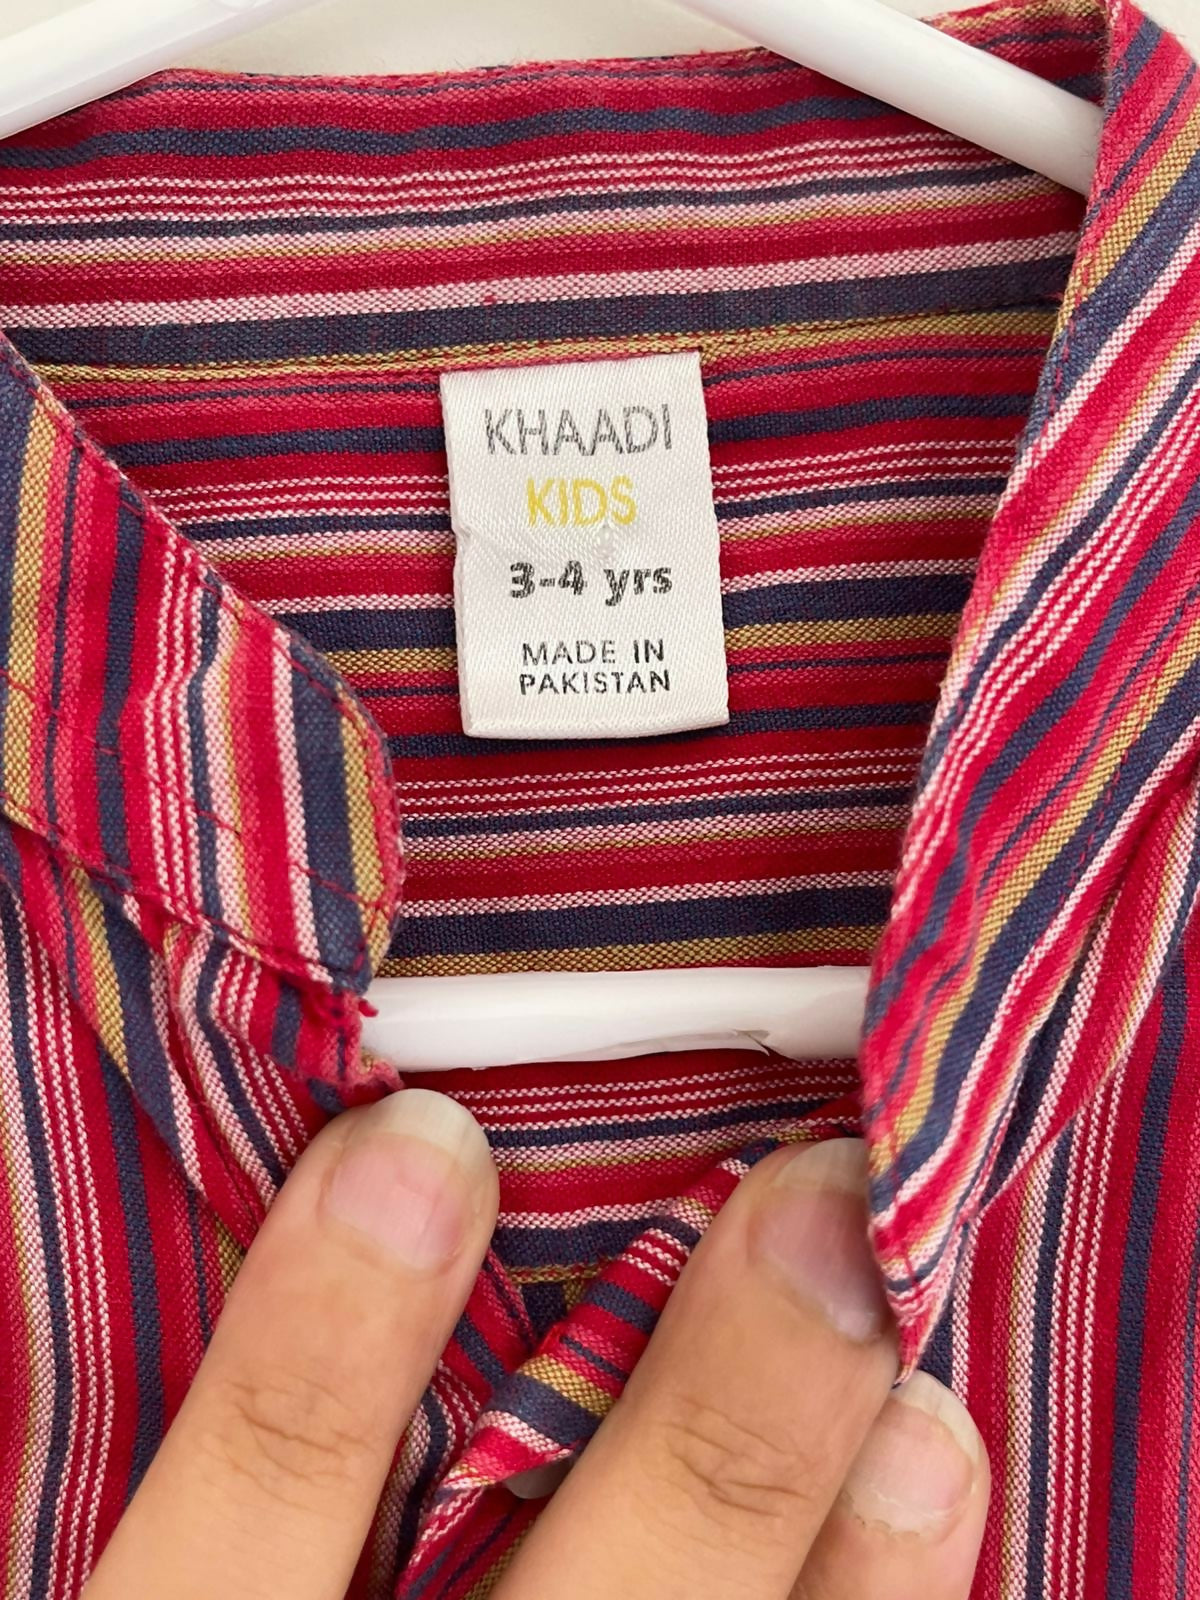 KHAADI
KIDS
3-4 yrs
MADE IN
PAKISTAN